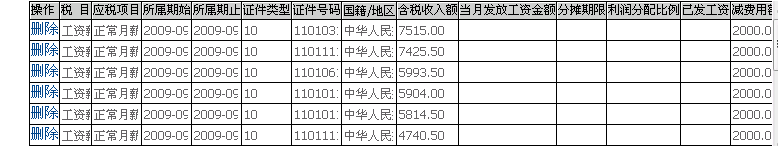 操作 税 目 应税项目 所属期始 所属期止 证件类型 证件号码 国籍/地区 含税收入额 当月发放工资金额 分摊期限 利润分配比例 已发工资 减费用额
删除 工资薪 正常月薪 2009-09 2009-09 10 110103 中华人民 7515.00 2000.0
删除 工资薪 正常月薪 2009-09 2009-09 10 110111 中华人民 7425.50 2000.0
删除 工资薪 正常月薪 2009-09 2009-09 10 110106 中华人民 5993.50 2000.0
删除 工资薪 正常月薪 2009-09 2009-09 10 110101 中华人民 5904.00 2000.0
删除 工资薪 正常月薪 2009-09 2009-09 10 110101 中华人民 5814.50 2000.0
删除 工资薪 正常月薪 2009-09 2009-09 10 110111 中华人民 4740.50 2000.0